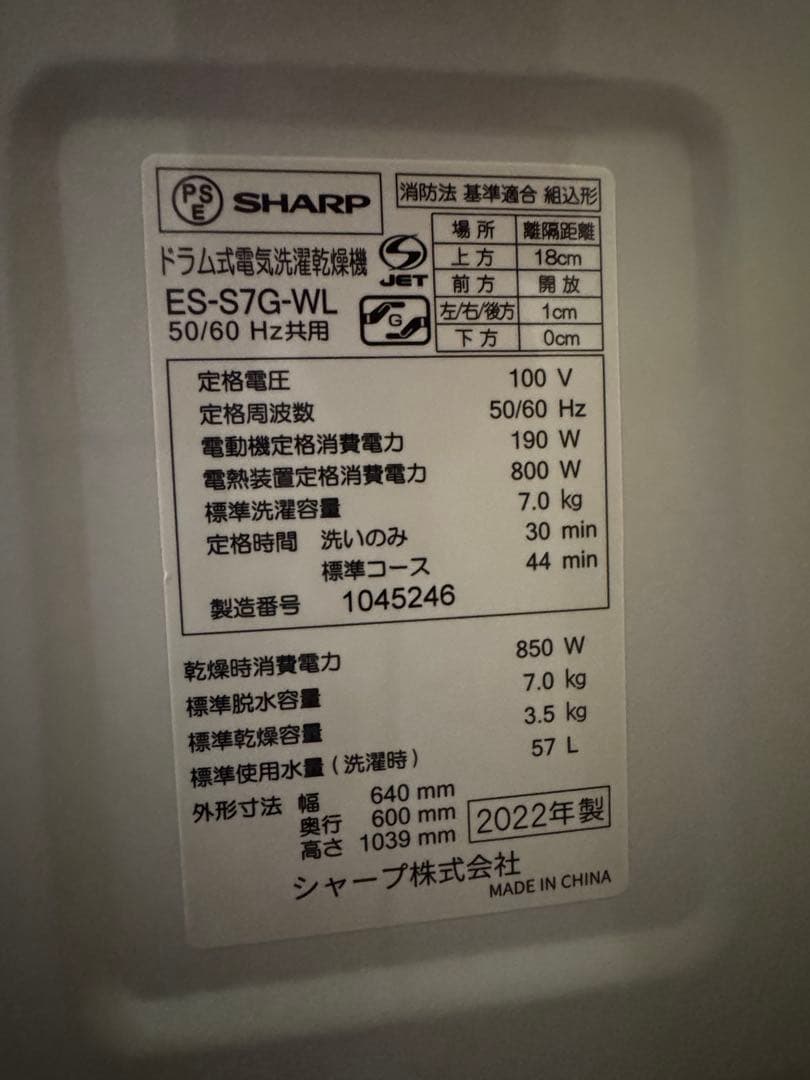 PSE SHARP
消防法 基準適合 組込形
場所 離隔距離
上方 18cm
前方 開放
左/右/後方 1cm
下方 0cm
ドラム式電気洗濯乾燥機
JET
ES-S7G-WL
50/60 Hz共用
G
定格電圧 100 V
定格周波数 50/60 Hz
電動機定格消費電力 190 W
電熱装置定格消費電力 800 W
標準洗濯容量 7.0 kg
定格時間 洗いのみ 30 min
標準コース 44 min
製造番号 1045246
乾燥時消費電力 850 W
標準脱水容量 7.0 kg
標準乾燥容量 3.5 kg
標準使用水量(洗濯時) 57 L
外形寸法 幅 640 mm
奥行 600 mm
高さ 1039 mm
2022年製
シャープ株式会社
MADE IN CHINA